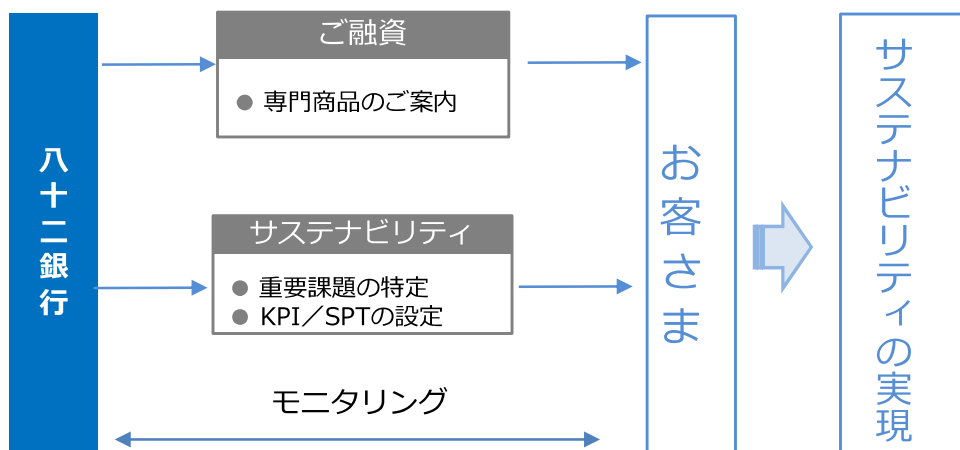 八十二銀行
ご融資
● 専門商品のご案内
サステナビリティ
● 重要課題の特定
● KPI／SPTの設定
モニタリング
お客さま
サステナビリティの実現